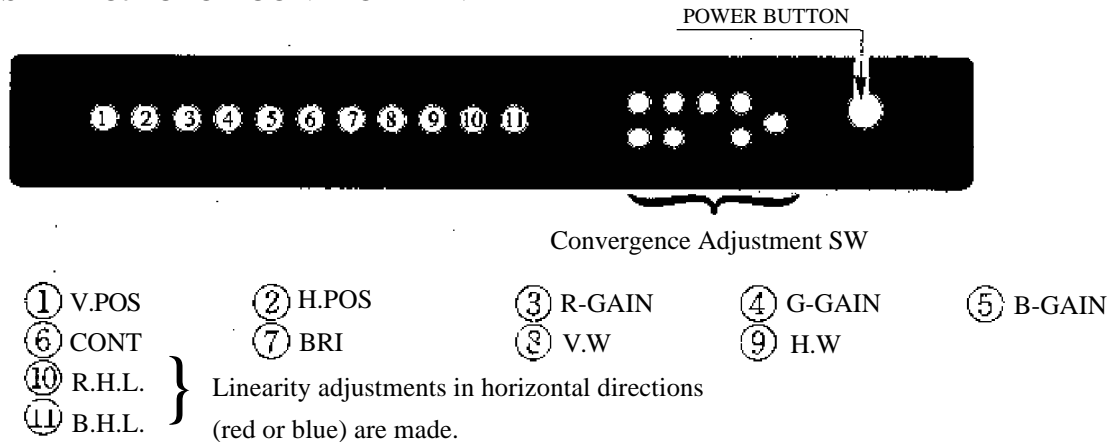 POWER BUTTON
① ② ③ ④ ⑤ ⑥ ⑦ ⑧ ⑨ ⑩ ⑪
Convergence Adjustment SW
① V.POS ② H.POS ③ R-GAIN ④ G-GAIN ⑤ B-GAIN
⑥ CONT ⑦ BRI ⑧ V.W ⑨ H.W
⑩ R.H.L.
⑪ B.H.L.
Linearity adjustments in horizontal directions
(red or blue) are made.